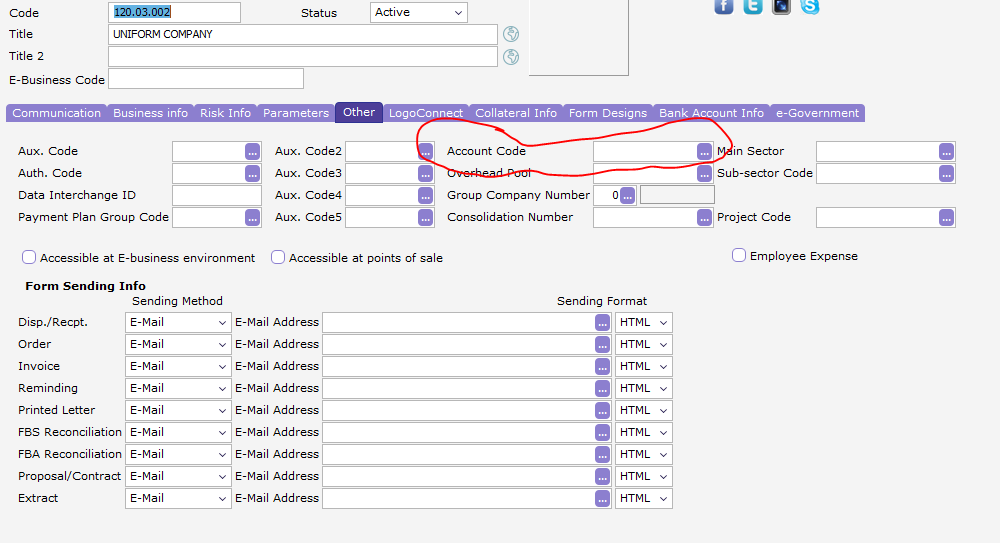 Code 120.03.002 Status Active
Title UNIFORM COMPANY
Title 2
E-Business Code
Communication Business info Risk Info Parameters Other LogoConnect Collateral Info Form Designs Bank Account Info e-Government
Aux. Code ... Aux. Code2 ... Account Code ... Main Sector ...
Auth. Code ... Aux. Code3 ... Overhead Pool ... Sub-sector Code ...
Data Interchange ID Aux. Code4 ... Group Company Number 0 ...
Payment Plan Group Code ... Aux. Code5 ... Consolidation Number ... Project Code ...
Accessible at E-business environment Accessible at points of sale Employee Expense
Form Sending Info
Sending Method Sending Format
Disp./Recpt. E-Mail E-Mail Address ... HTML
Order E-Mail E-Mail Address ... HTML
Invoice E-Mail E-Mail Address ... HTML
Reminding E-Mail E-Mail Address ... HTML
Printed Letter E-Mail E-Mail Address ... HTML
FBS Reconciliation E-Mail E-Mail Address ... HTML
FBA Reconciliation E-Mail E-Mail Address ... HTML
Proposal/Contract E-Mail E-Mail Address ... HTML
Extract E-Mail E-Mail Address ... HTML